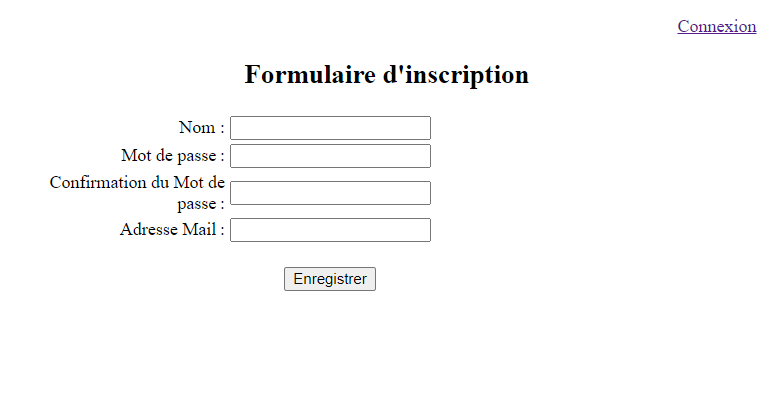 Connexion
Formulaire d'inscription
Nom :
Mot de passe :
Confirmation du Mot de
passe :
Adresse Mail :
Enregistrer